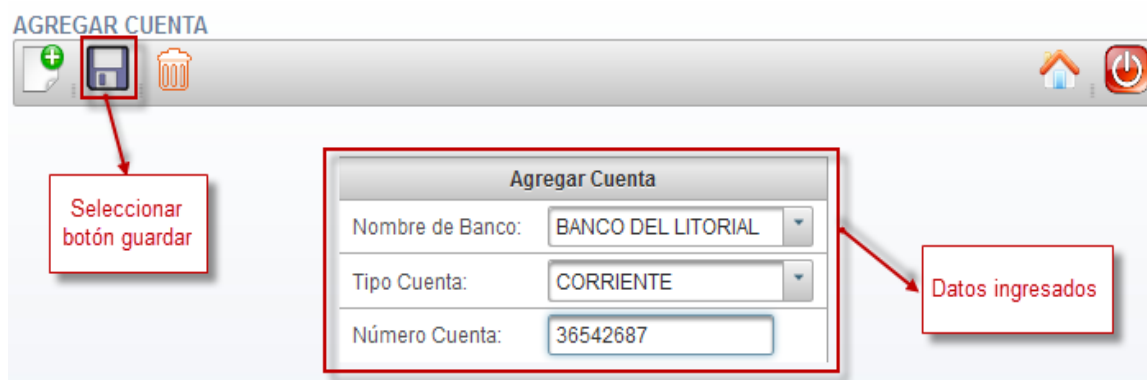 AGREGAR CUENTA
Seleccionar
botón guardar
Agregar Cuenta
Nombre de Banco: BANCO DEL LITORIAL
Tipo Cuenta: CORRIENTE
Número Cuenta: 36542687
Datos ingresados